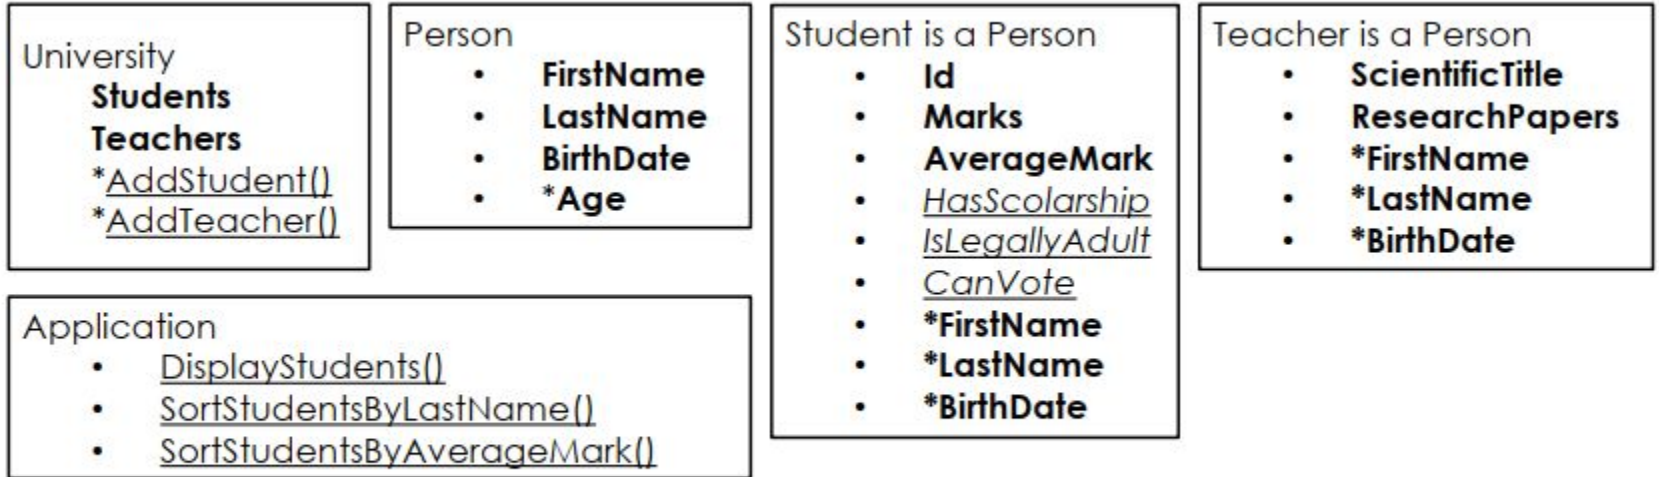 University
Students
Teachers
*AddStudent()
*AddTeacher()
Person
• FirstName
• LastName
• BirthDate
• *Age
Student is a Person
• Id
• Marks
• AverageMark
• HasScolarship
• IsLegallyAdult
• CanVote
• *FirstName
• *LastName
• *BirthDate
Teacher is a Person
• ScientificTitle
• ResearchPapers
• *FirstName
• *LastName
• *BirthDate
Application
• DisplayStudents()
• SortStudentsByLastName()
• SortStudentsByAverageMark()